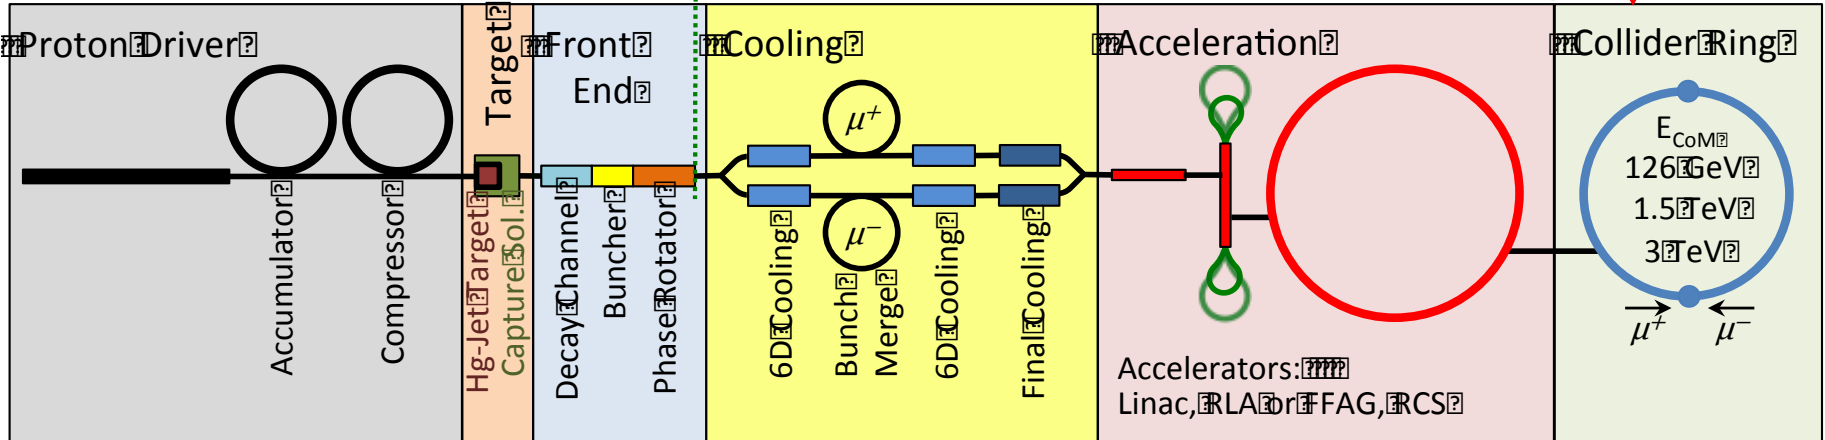 Proton Driver
Accumulator
Compressor
Target
Hg-Jet Target
Capture Sol.
Front
End
Decay Channel
Buncher
Phase Rotator
Cooling
μ+
μ−
6D Cooling
Bunch
Merge
6D Cooling
Final Cooling
Acceleration
Accelerators:
Linac, RLA or FFAG, RCS
Collider Ring
ECoM
126 GeV
1.5 TeV
3 TeV
μ+ μ−